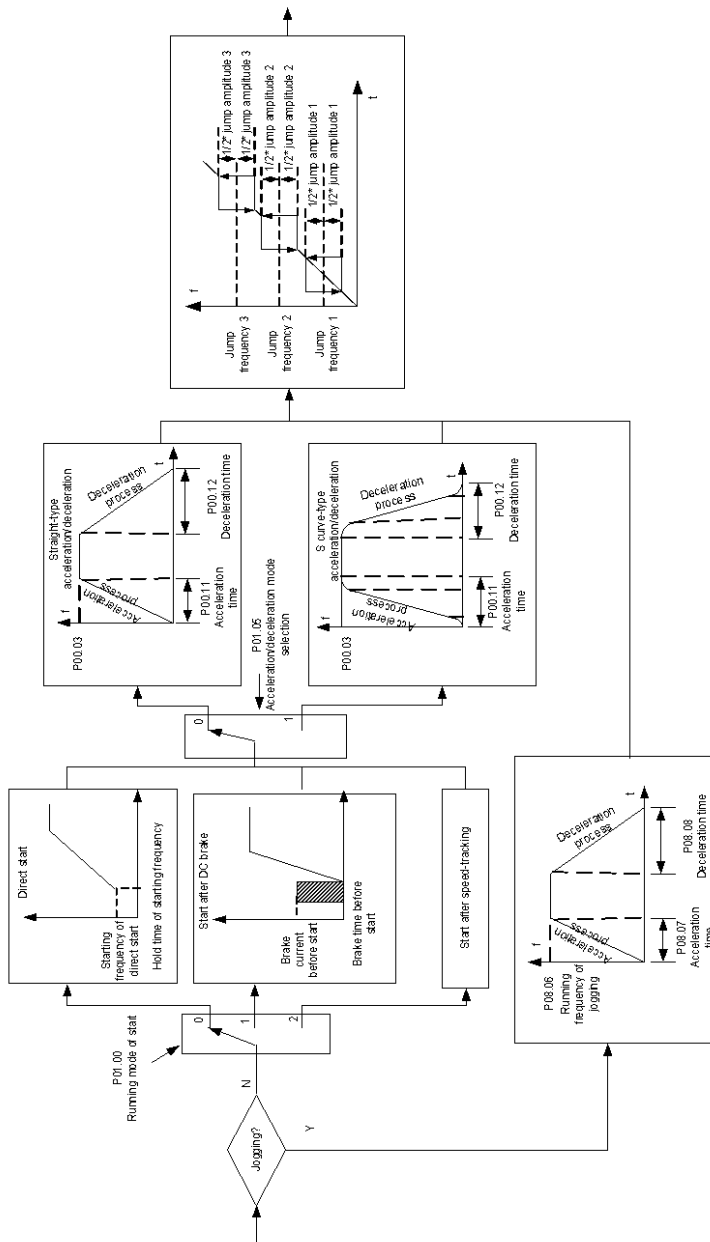 Jogging?
N
Y
P01.00
Running mode of start
0
1
2
Direct start
Starting
frequency of
direct start
Hold time of starting frequency
Start after DC brake
Brake
current
before start
Brake time before
start
Start after speed-tracking
P08.06
Running
frequency of
jogging
f
t
Acceleration
process
Deceleration
process
P08.07
Acceleration
time
P08.08
Deceleration time
0
1
P01.05
Acceleration/deceleration mode
selection
Straight-type
acceleration/deceleration
P00.03
f
t
Acceleration
process
Deceleration
process
P00.11
Acceleration
time
P00.12
Deceleration time
S curve-type
acceleration/deceleration
P00.03
f
t
Acceleration
process
Deceleration
process
P00.11
Acceleration
time
P00.12
Deceleration time
f
t
Jump
frequency 3
Jump
frequency 2
Jump
frequency 1
1/2* jump amplitude 3
1/2* jump amplitude 3
1/2* jump amplitude 2
1/2* jump amplitude 2
1/2* jump amplitude 1
1/2* jump amplitude 1